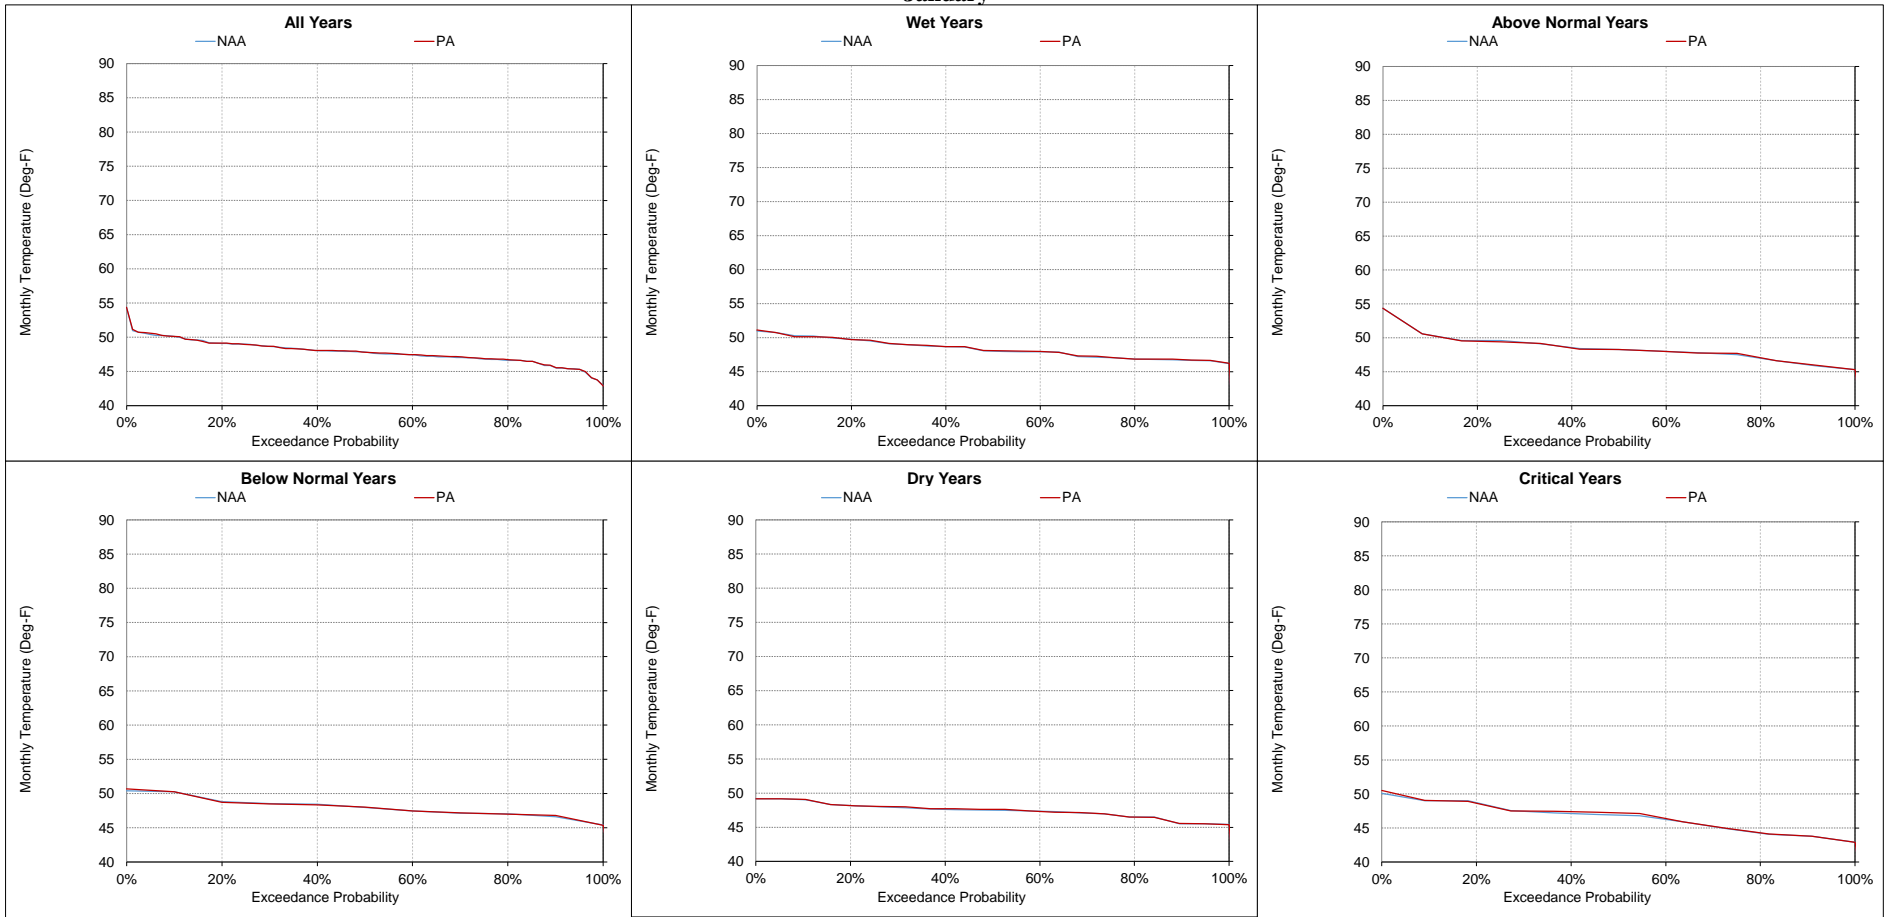 All Years
NAA PA
90
85
80
75
70
65
60
55
50
45
40
Monthly Temperature (Deg-F)
0% 20% 40% 60% 80% 100%
Exceedance Probability
Wet Years
NAA PA
90
85
80
75
70
65
60
55
50
45
40
Monthly Temperature (Deg-F)
0% 20% 40% 60% 80% 100%
Exceedance Probability
Above Normal Years
NAA PA
90
85
80
75
70
65
60
55
50
45
40
Monthly Temperature (Deg-F)
0% 20% 40% 60% 80% 100%
Exceedance Probability
Below Normal Years
NAA PA
90
85
80
75
70
65
60
55
50
45
40
Monthly Temperature (Deg-F)
0% 20% 40% 60% 80% 100%
Exceedance Probability
Dry Years
NAA PA
90
85
80
75
70
65
60
55
50
45
40
Monthly Temperature (Deg-F)
0% 20% 40% 60% 80% 100%
Exceedance Probability
Critical Years
NAA PA
90
85
80
75
70
65
60
55
50
45
40
Monthly Temperature (Deg-F)
0% 20% 40% 60% 80% 100%
Exceedance Probability